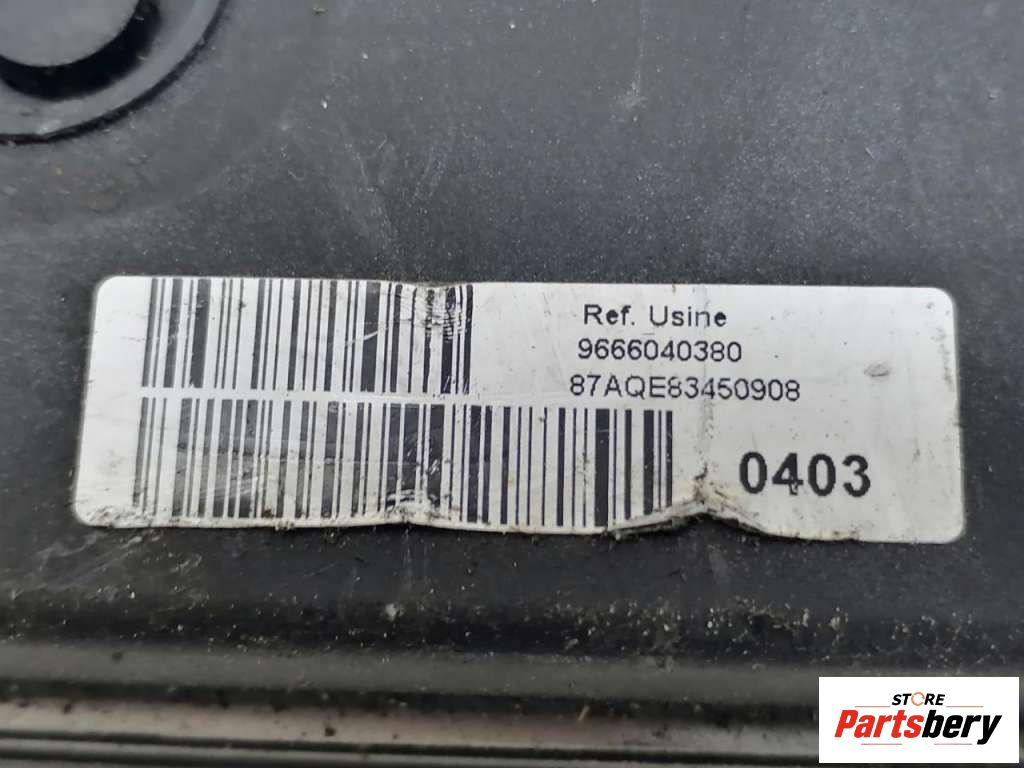 Ref. Usine
9666040380
87AQE83450908
0403
STORE
Partsbery